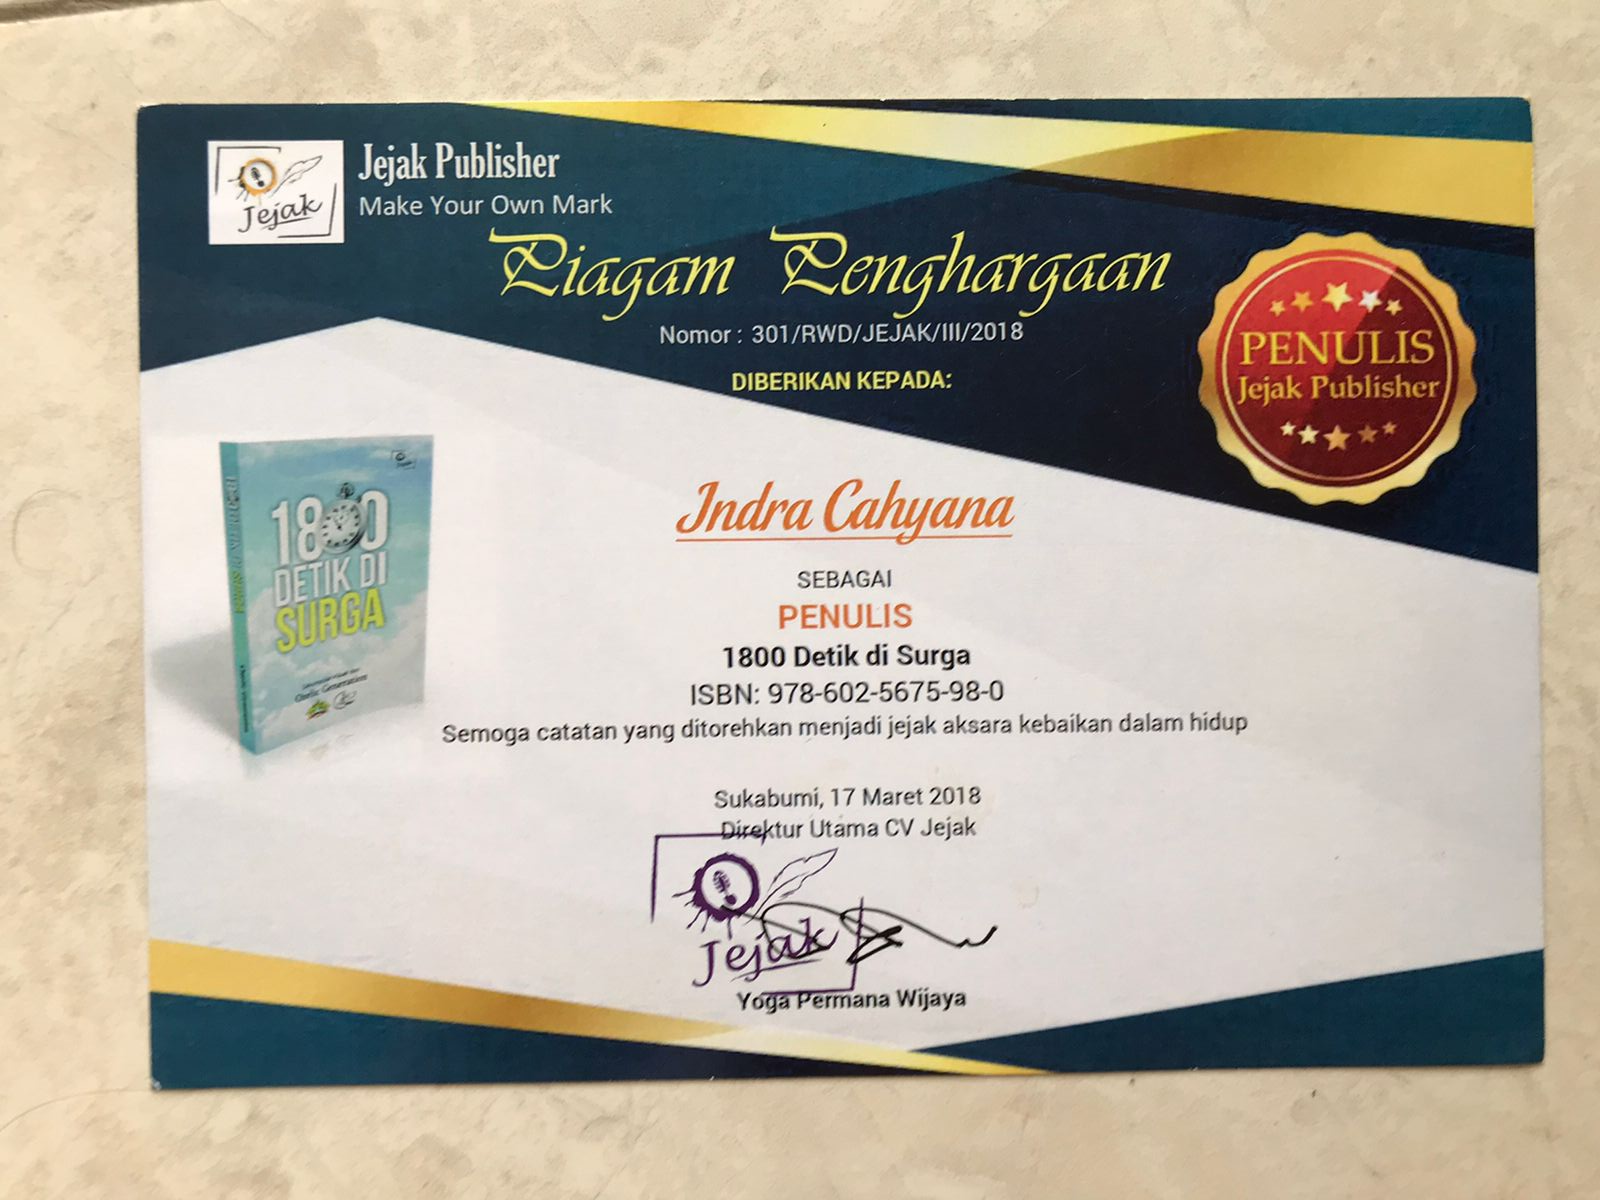 Jejak
Jejak Publisher
Make Your Own Mark
Piagam Penghargaan
Nomor : 301/RWD/JEJAK/III/2018
DIBERIKAN KEPADA:
PENULIS
Jejak Publisher
1800
DETIK DI
SURGA
Oselic Generation
Indra Cahyana
SEBAGAI
PENULIS
1800 Detik di Surga
ISBN: 978-602-5675-98-0
Semoga catatan yang ditorehkan menjadi jejak aksara kebaikan dalam hidup
Sukabumi, 17 Maret 2018
Direktur Utama CV Jejak
Jejak
Yoga Permana Wijaya